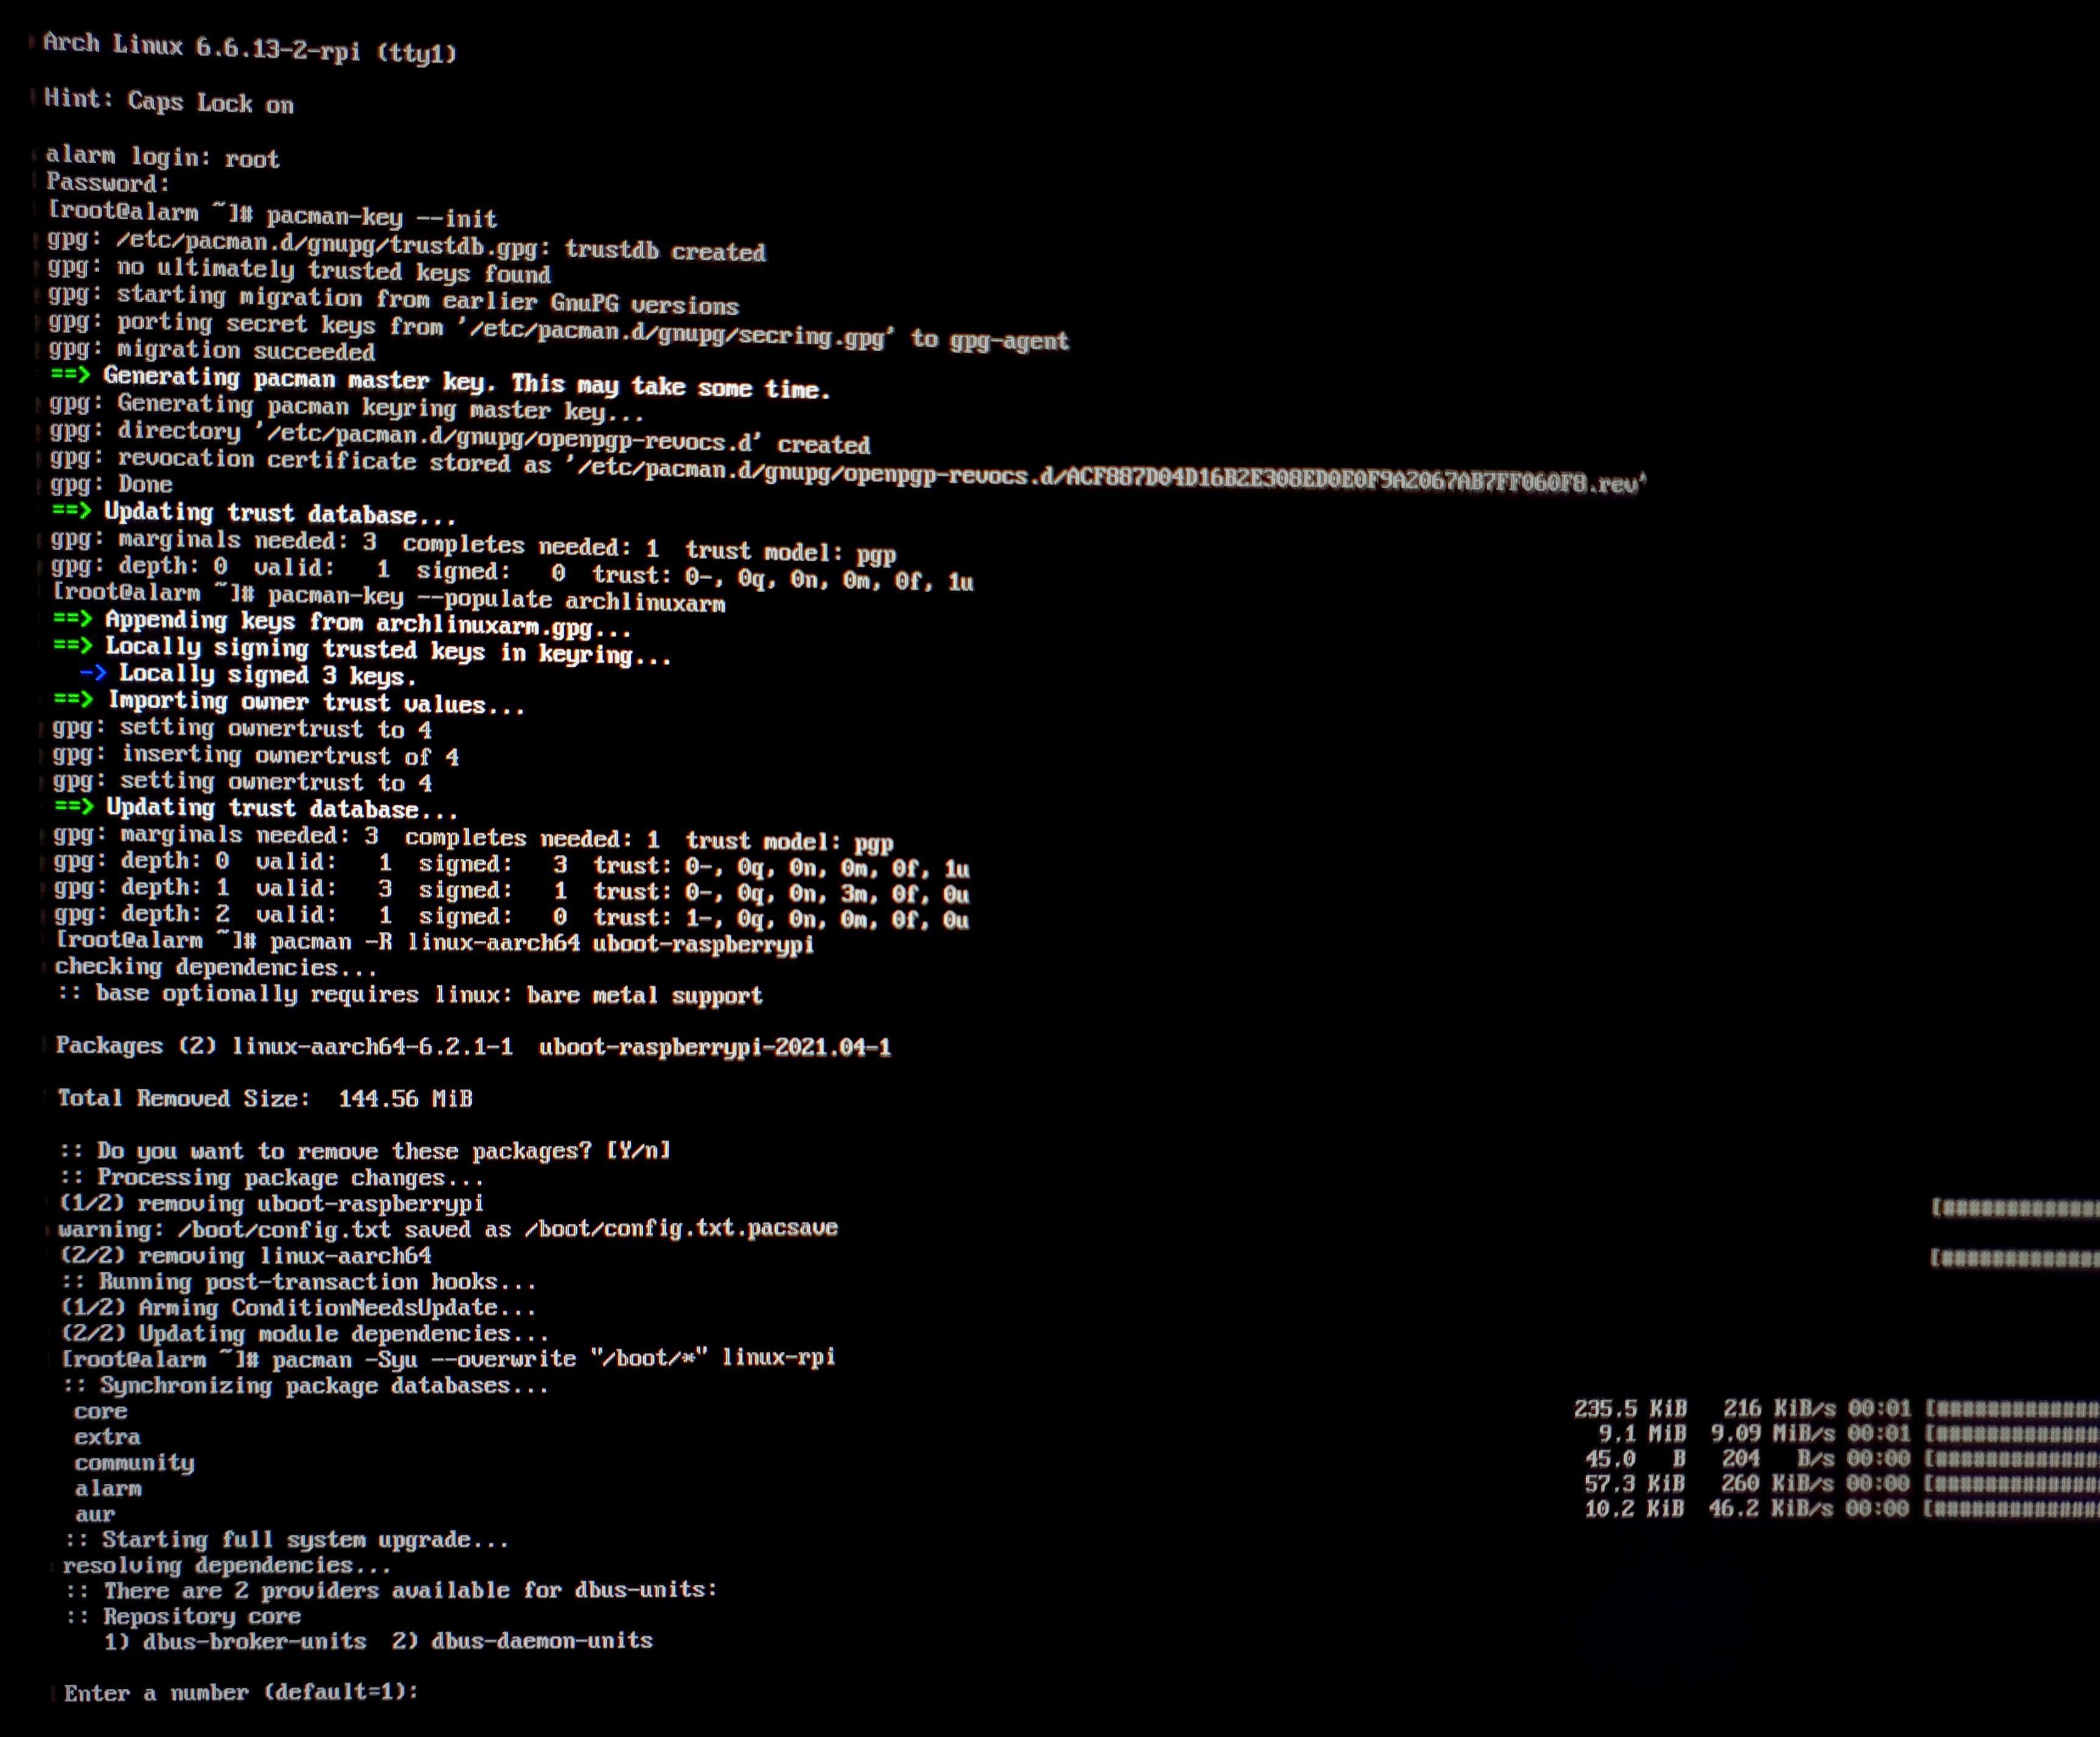 Arch Linux 6.6.13-2-rpi (tty1)
Hint: Caps Lock on
alarm login: root
Password:
[root@alarm ~]# pacman-key --init
gpg: /etc/pacman.d/gnupg/trustdb.gpg: trustdb created
gpg: no ultimately trusted keys found
gpg: starting migration from earlier GnuPG versions
gpg: porting secret keys from '/etc/pacman.d/gnupg/secring.gpg' to gpg-agent
gpg: migration succeeded
==> Generating pacman master key. This may take some time.
gpg: Generating pacman keyring master key...
gpg: directory '/etc/pacman.d/gnupg/openpgp-revocs.d' created
gpg: revocation certificate stored as '/etc/pacman.d/gnupg/openpgp-revocs.d/ACF887D04D16B2E308ED0E0F9A2067AB7FF060F8.rev'
gpg: Done
==> Updating trust database...
gpg: marginals needed: 3  completes needed: 1  trust model: pgp
gpg: depth: 0  valid:   1  signed:   0  trust: 0-, 0q, 0n, 0m, 0f, 1u
[root@alarm ~]# pacman-key --populate archlinuxarm
==> Appending keys from archlinuxarm.gpg...
==> Locally signing trusted keys in keyring...
  -> Locally signed 3 keys.
==> Importing owner trust values...
gpg: setting ownertrust to 4
gpg: inserting ownertrust of 4
gpg: setting ownertrust to 4
==> Updating trust database...
gpg: marginals needed: 3  completes needed: 1  trust model: pgp
gpg: depth: 0  valid:   1  signed:   3  trust: 0-, 0q, 0n, 0m, 0f, 1u
gpg: depth: 1  valid:   3  signed:   1  trust: 0-, 0q, 0n, 3m, 0f, 0u
gpg: depth: 2  valid:   1  signed:   0  trust: 1-, 0q, 0n, 0m, 0f, 0u
[root@alarm ~]# pacman -R linux-aarch64 uboot-raspberrypi
checking dependencies...
:: base optionally requires linux: bare metal support
Packages (2) linux-aarch64-6.2.1-1  uboot-raspberrypi-2021.04-1
Total Removed Size:  144.56 MiB
:: Do you want to remove these packages? [Y/n]
:: Processing package changes...
(1/2) removing uboot-raspberrypi [#############
warning: /boot/config.txt saved as /boot/config.txt.pacsave
(2/2) removing linux-aarch64 [#############
:: Running post-transaction hooks...
(1/2) Arming ConditionNeedsUpdate...
(2/2) Updating module dependencies...
[root@alarm ~]# pacman -Syu --overwrite "/boot/*" linux-rpi
:: Synchronizing package databases...
 core 235.5 KiB   216 KiB/s 00:01 [#############
 extra 9.1 MiB  9.09 MiB/s 00:01 [#############
 community 45.0   B   204   B/s 00:00 [#############
 alarm 57.3 KiB   260 KiB/s 00:00 [#############
 aur 10.2 KiB  46.2 KiB/s 00:00 [#############
:: Starting full system upgrade...
resolving dependencies...
:: There are 2 providers available for dbus-units:
:: Repository core
   1) dbus-broker-units  2) dbus-daemon-units
Enter a number (default=1):